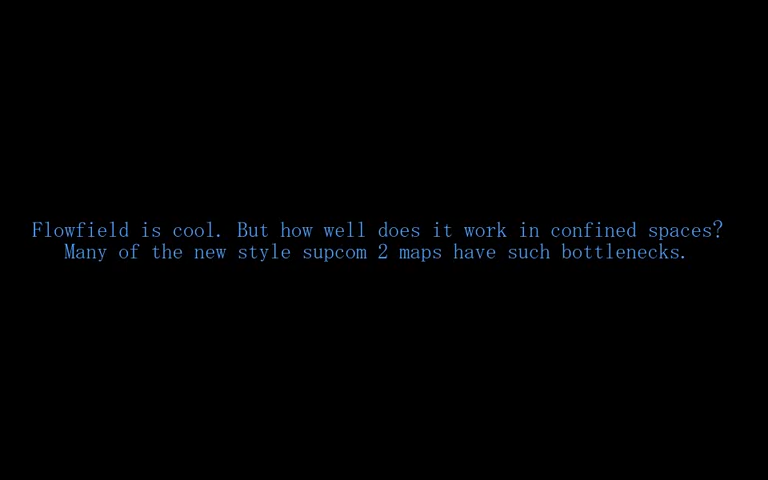 Flowfield is cool. But how well does it work in confined spaces?
Many of the new style supcom 2 maps have such bottlenecks.